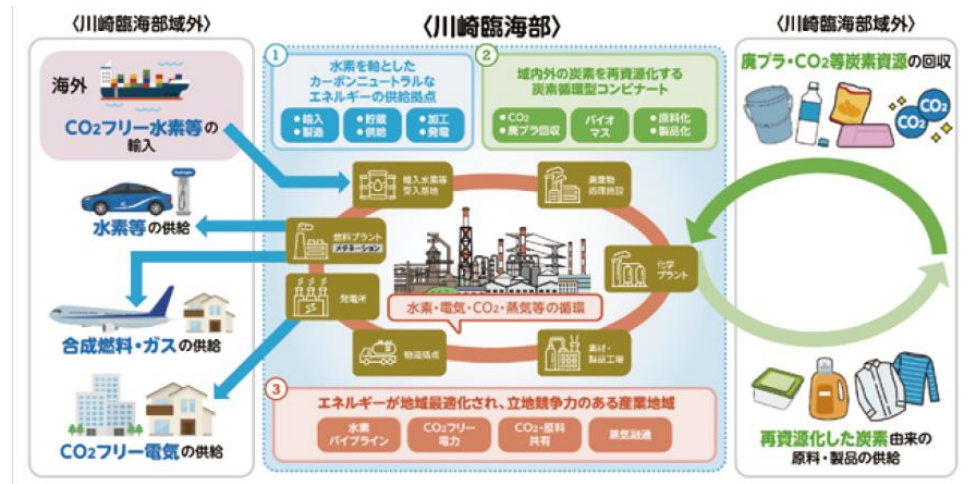 〈川崎臨海部域外〉
海外
CO2フリー水素等の
輸入
Hydrogen
水素等の供給
合成燃料・ガスの供給
CO2フリー電気の供給
〈川崎臨海部〉
1
水素を軸とした
カーボンニュートラルな
エネルギーの供給拠点
●輸入
●製造
●貯蔵
●供給
●加工
●発電
2
域内外の炭素を再資源化する
炭素循環型コンビナート
●CO2
●廃プラ回収
バイオ
マス
●原料化
●製品化
輸入水素等
受入基地
廃棄物
処理施設
燃料プラント
メタネーション
化学
プラント
発電所
水素・電気・CO2・蒸気等の循環
物流拠点
素材・
製品工場
3
エネルギーが地域最適化され、立地競争力のある産業地域
水素
パイプライン
CO2フリー
電力
CO2・原料
共有
蒸気融通
〈川崎臨海部域外〉
廃プラ・CO2等炭素資源の回収
CO2
CO2
再資源化した炭素由来の
原料・製品の供給